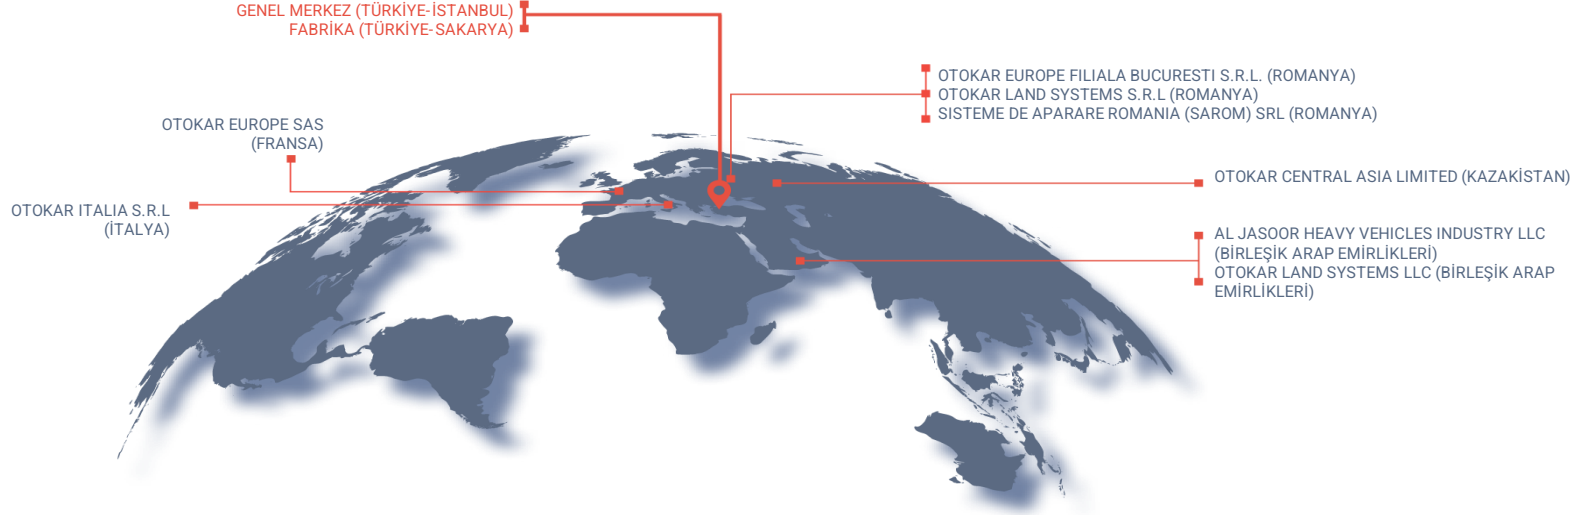 GENEL MERKEZ (TÜRKİYE-İSTANBUL)
FABRİKA (TÜRKİYE-SAKARYA)
OTOKAR EUROPE FILIALA BUCURESTI S.R.L. (ROMANYA)
OTOKAR LAND SYSTEMS S.R.L (ROMANYA)
SISTEME DE APARARE ROMANIA (SAROM) SRL (ROMANYA)
OTOKAR EUROPE SAS
(FRANSA)
OTOKAR CENTRAL ASIA LIMITED (KAZAKİSTAN)
OTOKAR ITALIA S.R.L
(İTALYA)
AL JASOOR HEAVY VEHICLES INDUSTRY LLC
(BİRLEŞİK ARAP EMİRLİKLERİ)
OTOKAR LAND SYSTEMS LLC (BİRLEŞİK ARAP
EMİRLİKLERİ)